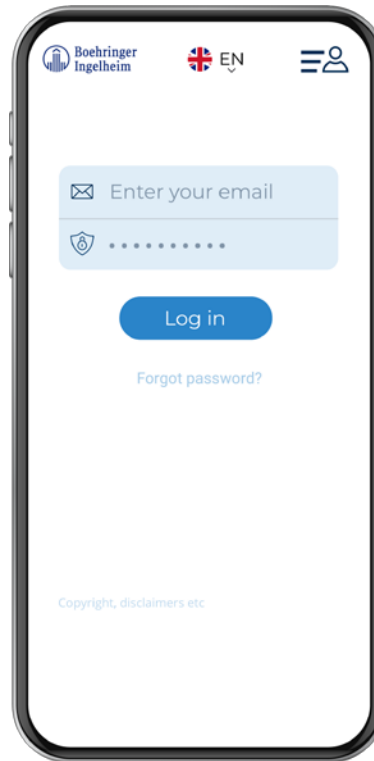 Boehringer
Ingelheim
EN
Enter your email
Log in
Forgot password?
Copyright, disclaimers etc